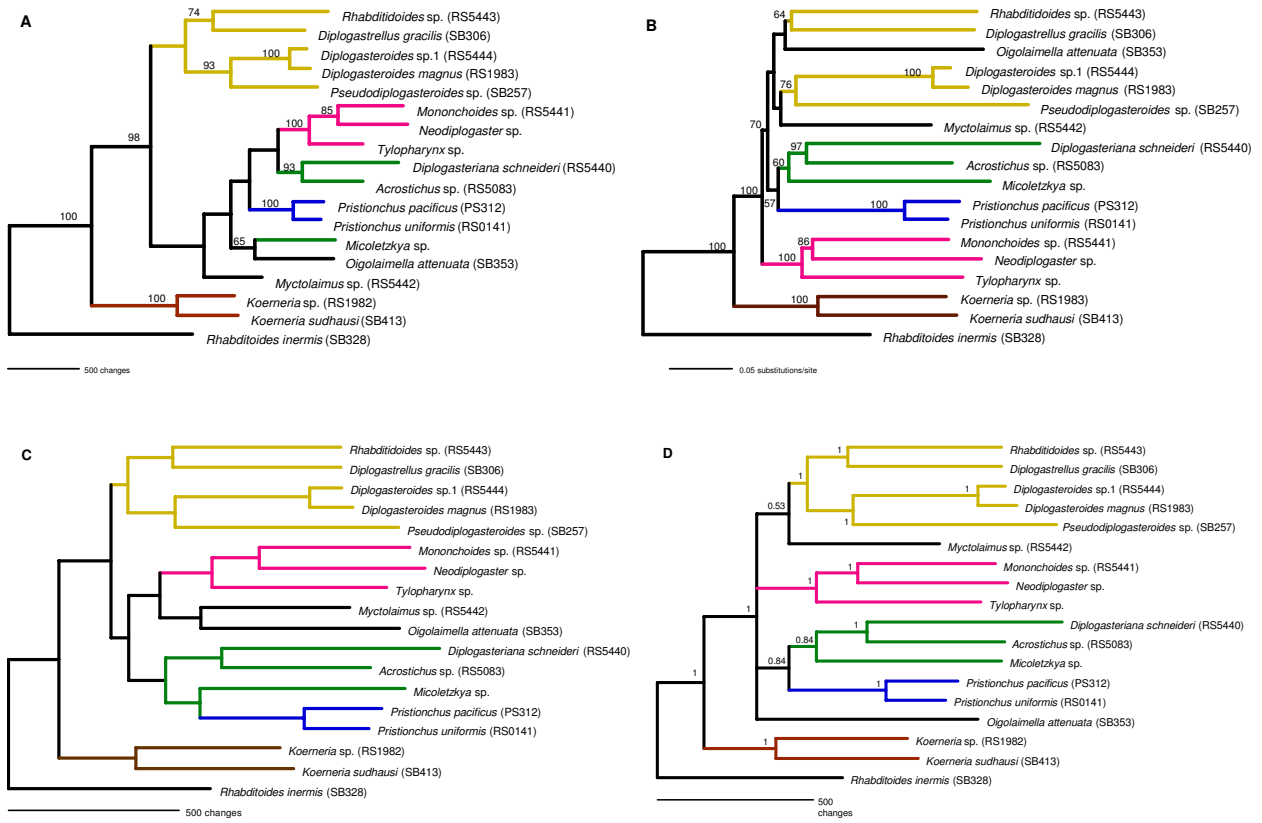 A
74
Rhabditidoides sp. (RS5443)
Diplogastrellus gracilis (SB306)
100
Diplogasteroides sp.1 (RS5444)
93
Diplogasteroides magnus (RS1983)
Pseudodiplogasteroides sp. (SB257)
85
Mononchoides sp. (RS5441)
100
Neodiplogaster sp.
98
Tylopharynx sp.
93
Diplogasteriana schneideri (RS5440)
Acrostichus sp. (RS5083)
100
Pristionchus pacificus (PS312)
100
Pristionchus uniformis (RS0141)
65
Micoletzkya sp.
Oigolaimella attenuata (SB353)
Myctolaimus sp. (RS5442)
100
Koerneria sp. (RS1982)
Koerneria sudhausi (SB413)
Rhabditoides inermis (SB328)
500 changes
B
64
Rhabditidoides sp. (RS5443)
Diplogastrellus gracilis (SB306)
Oigolaimella attenuata (SB353)
100
Diplogasteroides sp.1 (RS5444)
76
Diplogasteroides magnus (RS1983)
Pseudodiplogasteroides sp. (SB257)
70
Myctolaimus sp. (RS5442)
97
Diplogasteriana schneideri (RS5440)
60
Acrostichus sp. (RS5083)
Micoletzkya sp.
100
57
100
Pristionchus pacificus (PS312)
Pristionchus uniformis (RS0141)
86
Mononchoides sp. (RS5441)
100
100
Neodiplogaster sp.
Tylopharynx sp.
100
Koerneria sp. (RS1983)
Koerneria sudhausi (SB413)
Rhabditoides inermis (SB328)
0.05 substitutions/site
C
Rhabditidoides sp. (RS5443)
Diplogastrellus gracilis (SB306)
Diplogasteroides sp.1 (RS5444)
Diplogasteroides magnus (RS1983)
Pseudodiplogasteroides sp. (SB257)
Mononchoides sp. (RS5441)
Neodiplogaster sp.
Tylopharynx sp.
Myctolaimus sp. (RS5442)
Oigolaimella attenuata (SB353)
Diplogasteriana schneideri (RS5440)
Acrostichus sp. (RS5083)
Micoletzkya sp.
Pristionchus pacificus (PS312)
Pristionchus uniformis (RS0141)
Koerneria sp. (RS1982)
Koerneria sudhausi (SB413)
Rhabditoides inermis (SB328)
500 changes
D
1
Rhabditidoides sp. (RS5443)
1
Diplogastrellus gracilis (SB306)
1
Diplogasteroides sp.1 (RS5444)
0.53
Diplogasteroides magnus (RS1983)
1
Pseudodiplogasteroides sp. (SB257)
Myctolaimus sp. (RS5442)
1
Mononchoides sp. (RS5441)
1
Neodiplogaster sp.
Tylopharynx sp.
1
1
Diplogasteriana schneideri (RS5440)
0.84
Acrostichus sp. (RS5083)
0.84
Micoletzkya sp.
1
1
Pristionchus pacificus (PS312)
Pristionchus uniformis (RS0141)
Oigolaimella attenuata (SB353)
1
Koerneria sp. (RS1982)
Koerneria sudhausi (SB413)
Rhabditoides inermis (SB328)
500
changes